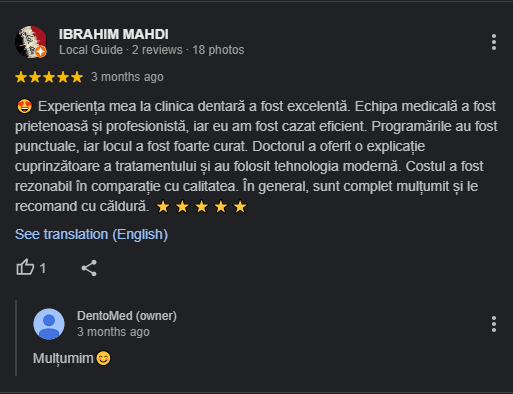 IBRAHIM MAHDI
Local Guide · 2 reviews · 18 photos
3 months ago
🤩 Experiența mea la clinica dentară a fost excelentă. Echipa medicală a fost
prietenoasă și profesionistă, iar eu am fost cazat eficient. Programările au fost
punctuale, iar locul a fost foarte curat. Doctorul a oferit o explicație
cuprinzătoare a tratamentului și au folosit tehnologia modernă. Costul a fost
rezonabil în comparație cu calitatea. În general, sunt complet mulțumit și le
recomand cu căldură. ⭐ ⭐ ⭐ ⭐ ⭐
See translation (English)
1
DentoMed (owner)
3 months ago
Mulțumim😊